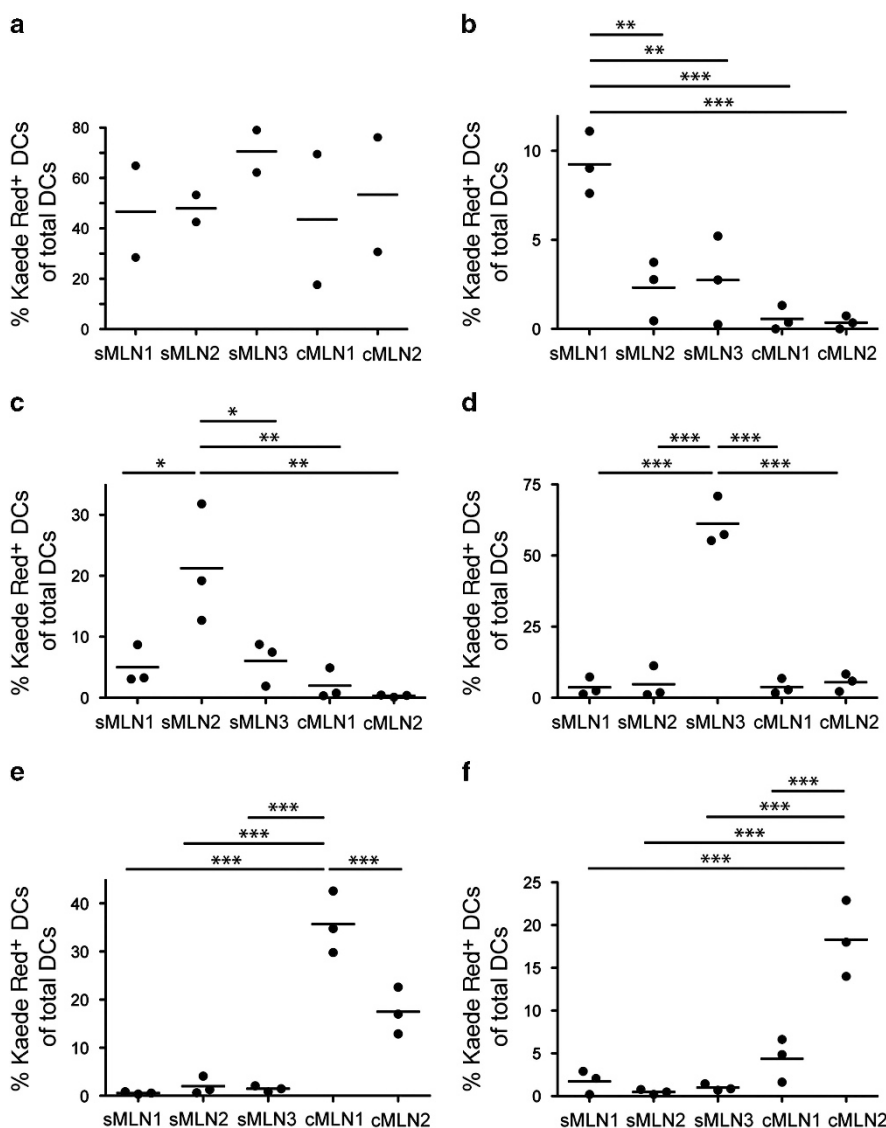 a
% Kaede Red⁺ DCs
of total DCs
80
60
40
20
0
sMLN1 sMLN2 sMLN3 cMLN1 cMLN2
b
**
**
***
***
% Kaede Red⁺ DCs
of total DCs
10
5
0
sMLN1 sMLN2 sMLN3 cMLN1 cMLN2
c
*
**
* **
% Kaede Red⁺ DCs
of total DCs
30
20
10
0
sMLN1 sMLN2 sMLN3 cMLN1 cMLN2
d
*** ***
*** ***
% Kaede Red⁺ DCs
of total DCs
75
50
25
0
sMLN1 sMLN2 sMLN3 cMLN1 cMLN2
e
***
***
*** ***
% Kaede Red⁺ DCs
of total DCs
40
30
20
10
0
sMLN1 sMLN2 sMLN3 cMLN1 cMLN2
f
***
***
***
***
% Kaede Red⁺ DCs
of total DCs
25
20
15
10
5
0
sMLN1 sMLN2 sMLN3 cMLN1 cMLN2